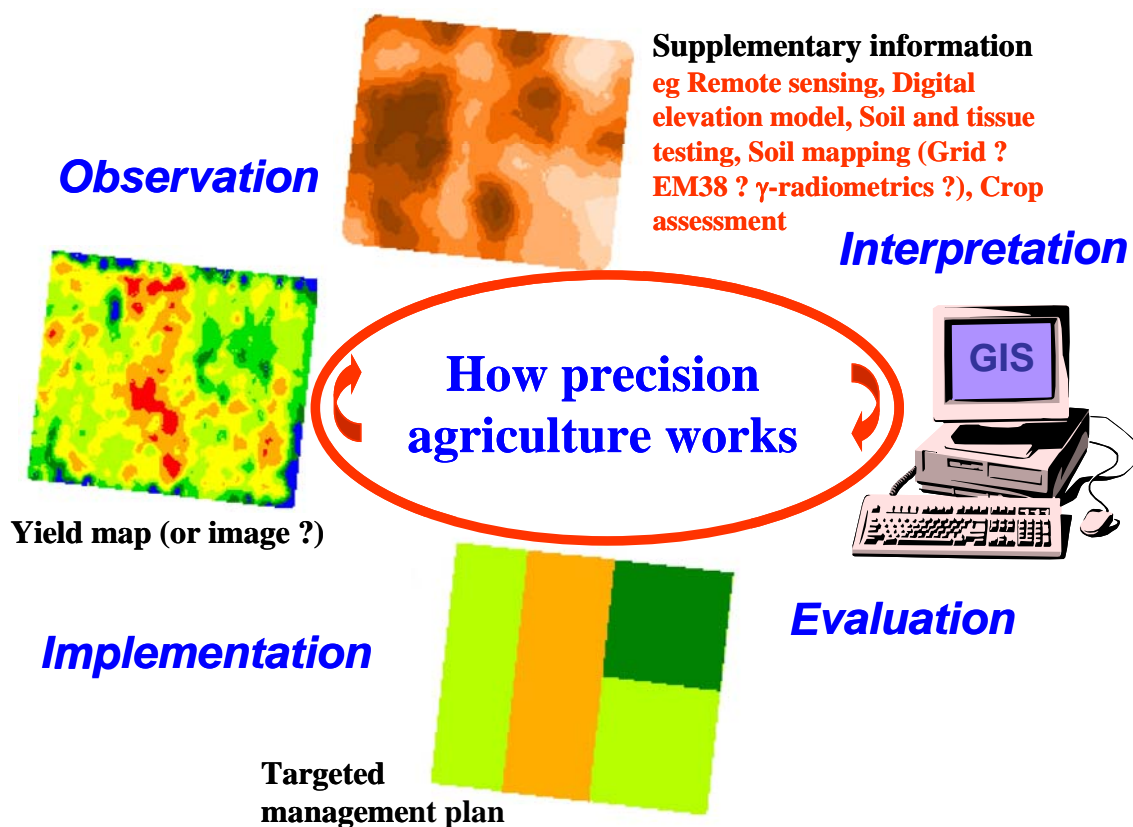 Supplementary information
eg Remote sensing, Digital
elevation model, Soil and tissue
testing, Soil mapping (Grid ?
EM38 ? γ-radiometrics ?), Crop
assessment
Observation
Interpretation
How precision
agriculture works
GIS
Yield map (or image ?)
Evaluation
Implementation
Targeted
management plan